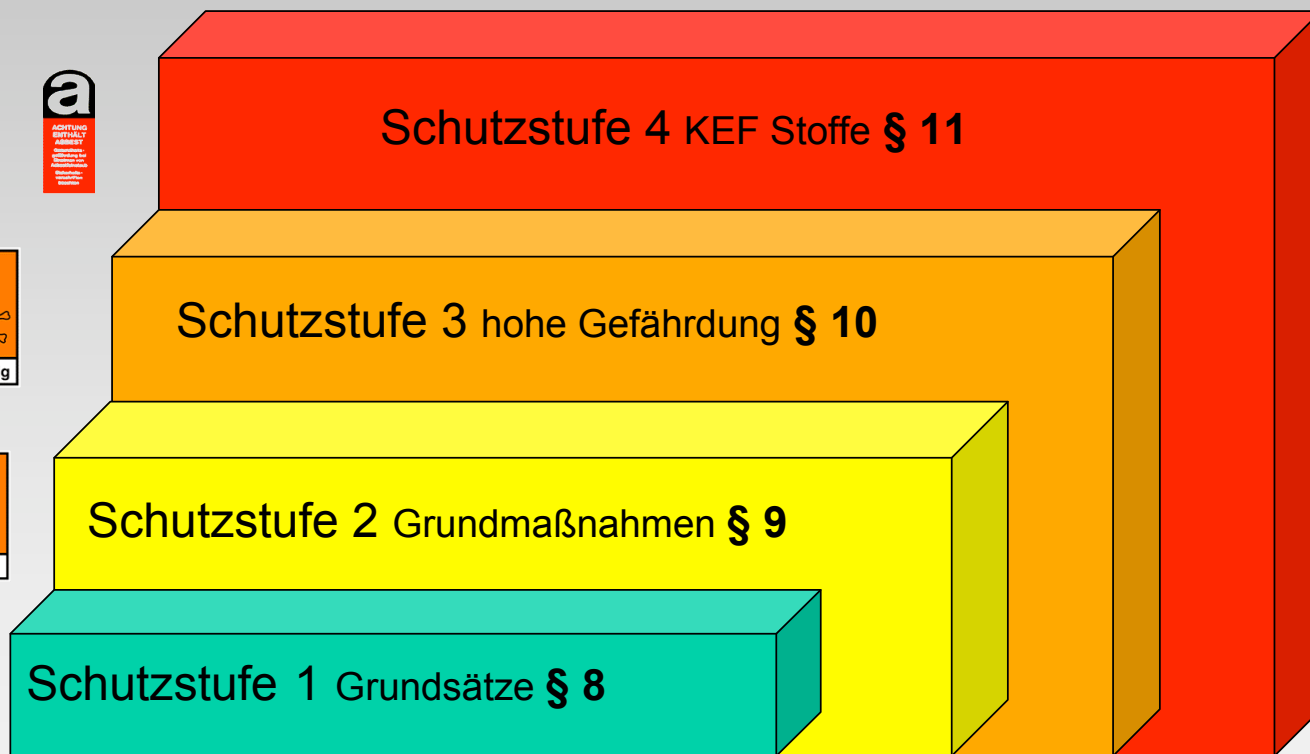 a
ACHTUNG
ENTHÄLT
ASBEST
Schutzstufe 4 KEF Stoffe § 11
Schutzstufe 3 hohe Gefährdung § 10
g
Schutzstufe 2 Grundmaßnahmen § 9
Schutzstufe 1 Grundsätze § 8